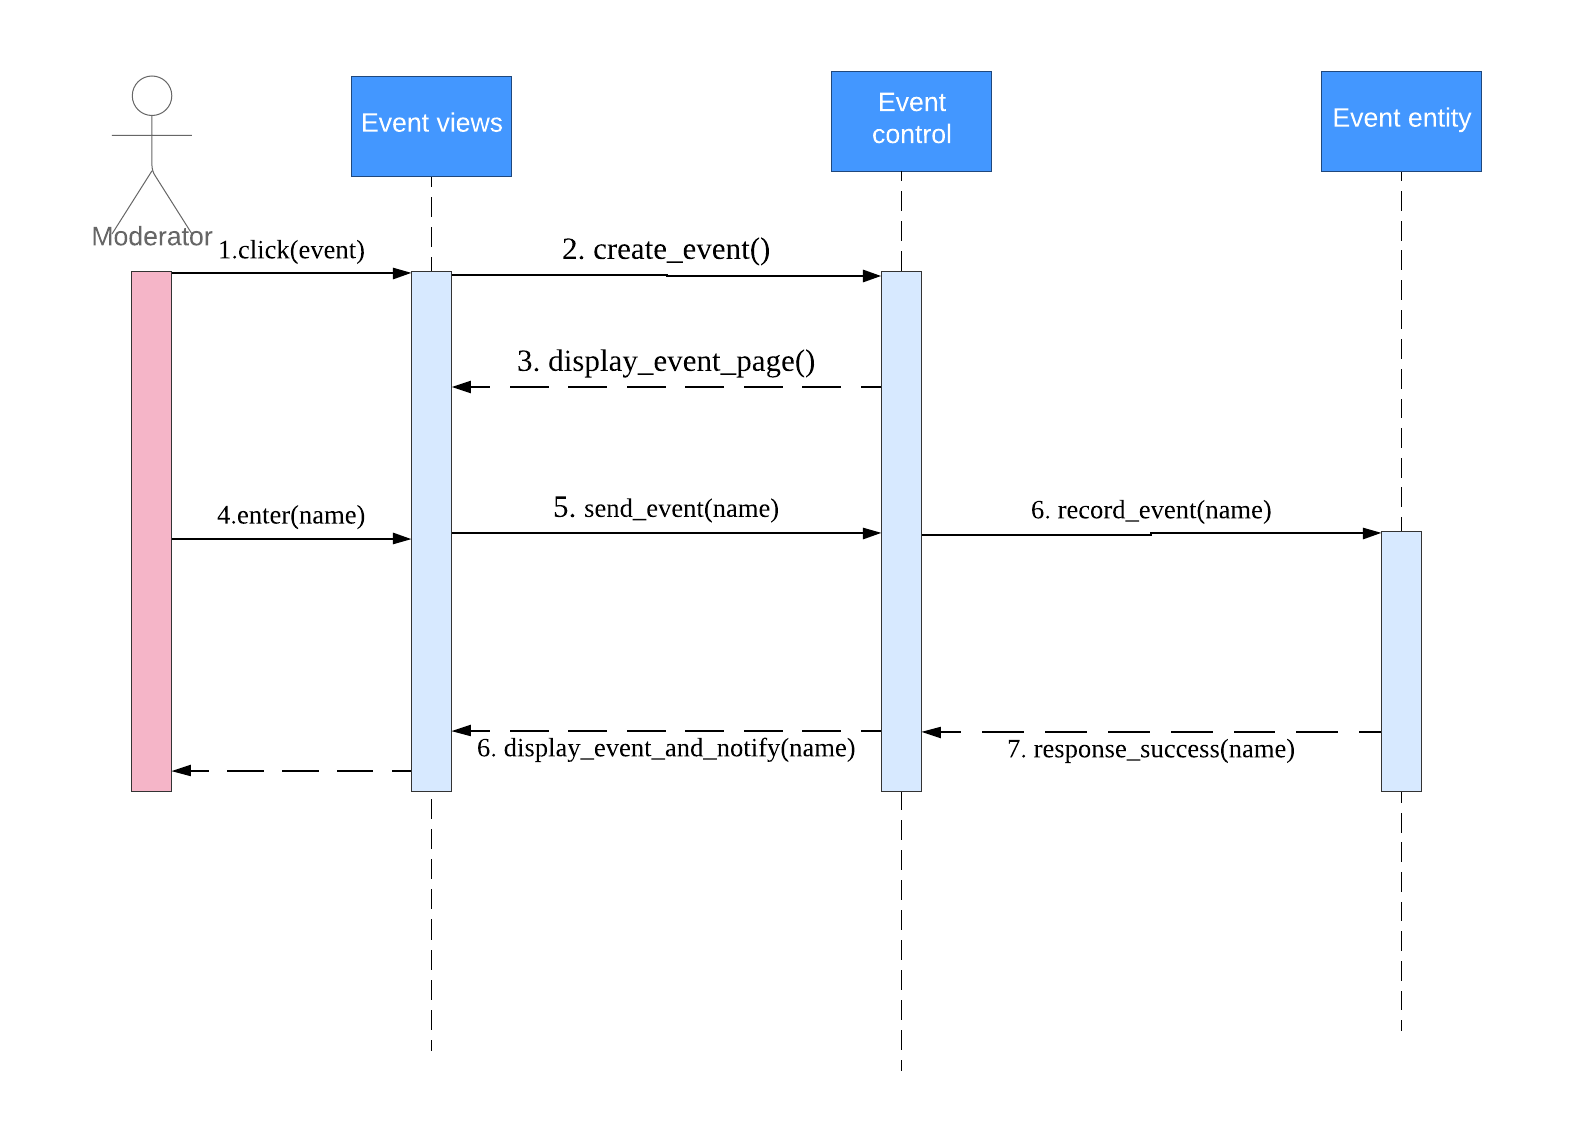 Event views
Event
control
Event entity
Moderator
1.click(event)
2. create_event()
3. display_event_page()
4.enter(name)
5. send_event(name)
6. record_event(name)
6. display_event_and_notify(name)
7. response_success(name)